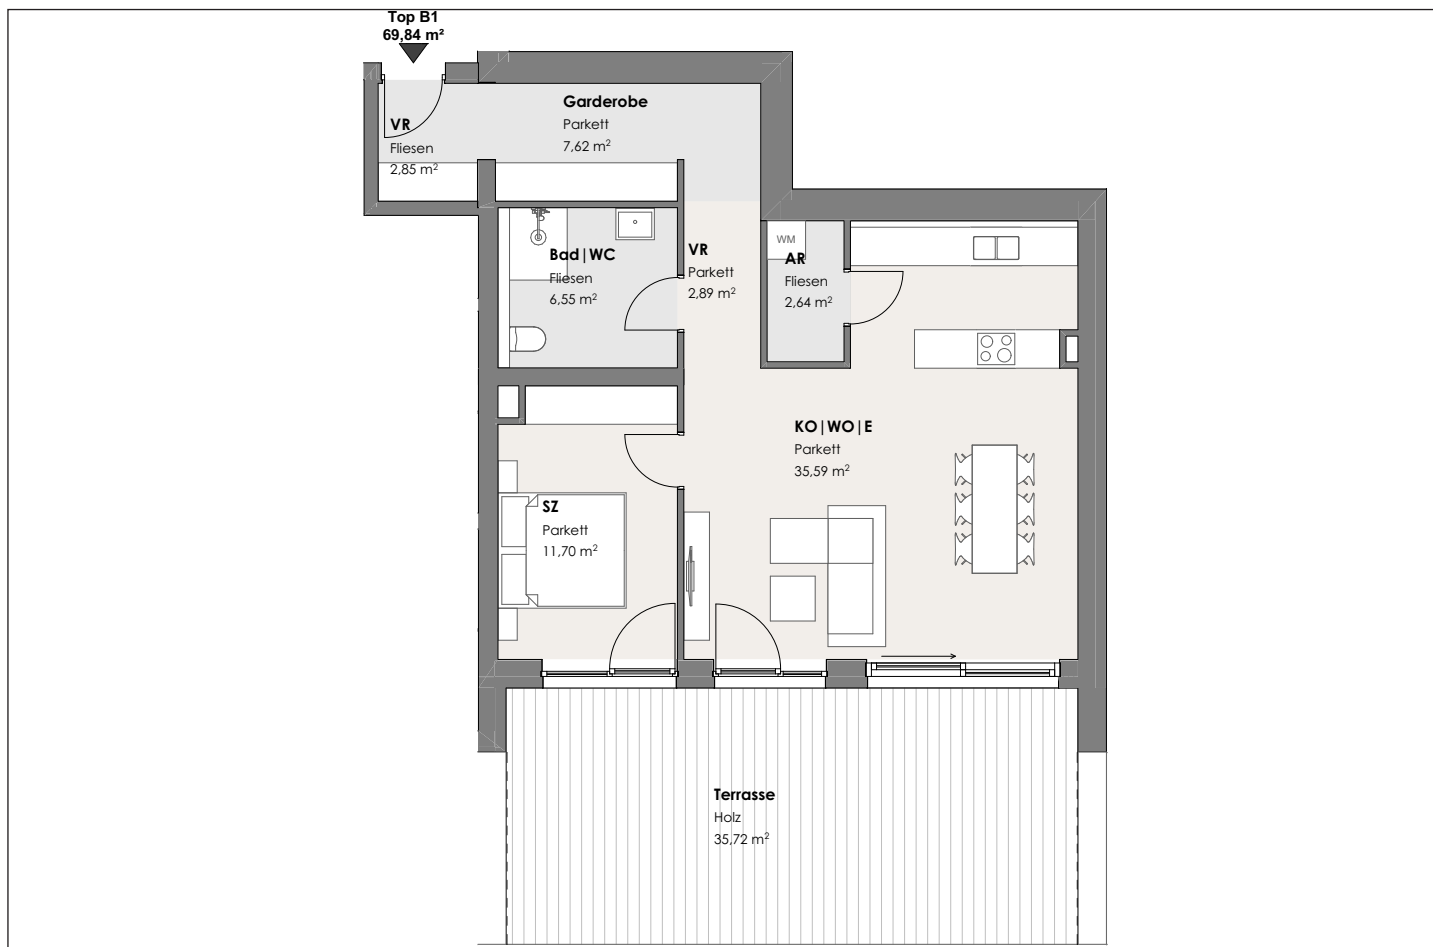 Top B1
69,84 m²
Garderobe
Parkett
7,62 m²
VR
Fliesen
2,85 m²
Bad|WC
Fliesen
6,55 m²
VR
Parkett
2,89 m²
WM
AR
Fliesen
2,64 m²
KO|WO|E
Parkett
35,59 m²
SZ
Parkett
11,70 m²
Terrasse
Holz
35,72 m²